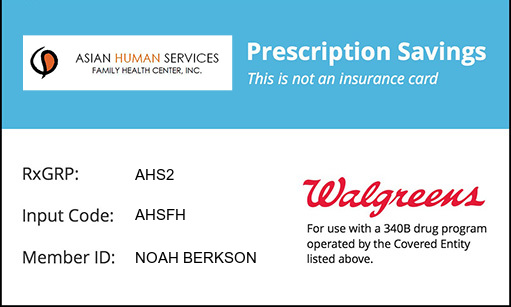 ASIAN HUMAN SERVICES
FAMILY HEALTH CENTER, INC.
Prescription Savings
This is not an insurance card
RxGRP: AHS2
Input Code: AHSFH
Member ID: NOAH BERKSON
Walgreens
For use with a 340B drug program
operated by the Covered Entity
listed above.